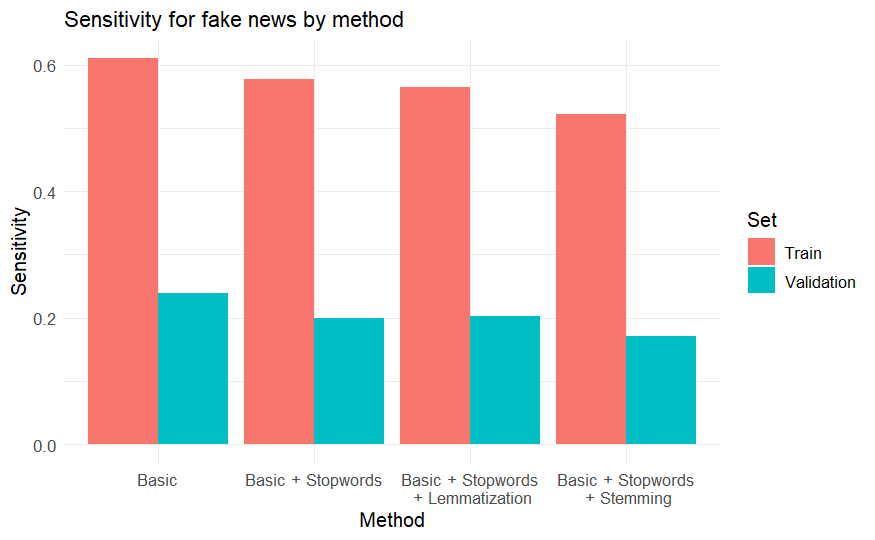 Sensitivity for fake news by method
Sensitivity
0.6
0.4
0.2
0.0
Basic
Basic + Stopwords
Basic + Stopwords
+ Lemmatization
Basic + Stopwords
+ Stemming
Method
Set
Train
Validation